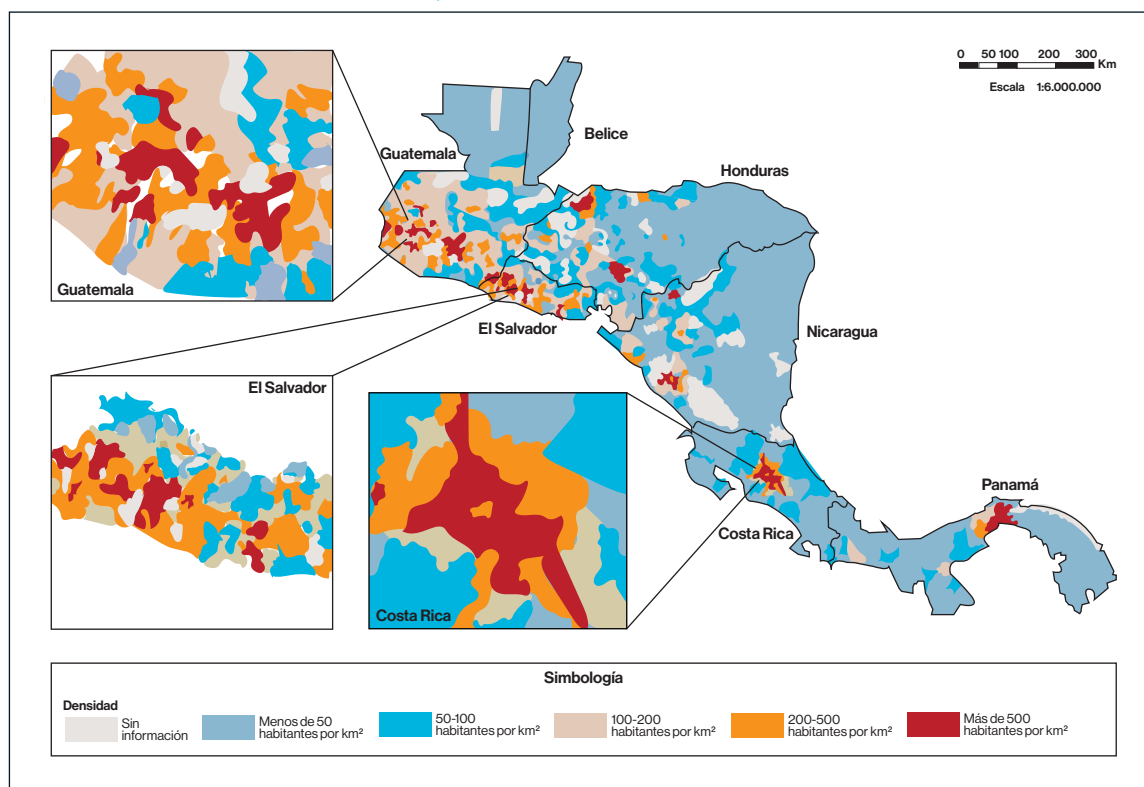 0 50 100 200 300
Km
Escala 1:6.000.000
Belice
Guatemala
Honduras
Guatemala
El Salvador
Nicaragua
El Salvador
Panamá
Costa Rica
Costa Rica
Simbología
Densidad
Sin
información
Menos de 50
habitantes por km²
50-100
habitantes por km²
100-200
habitantes por km²
200-500
habitantes por km²
Más de 500
habitantes por km²